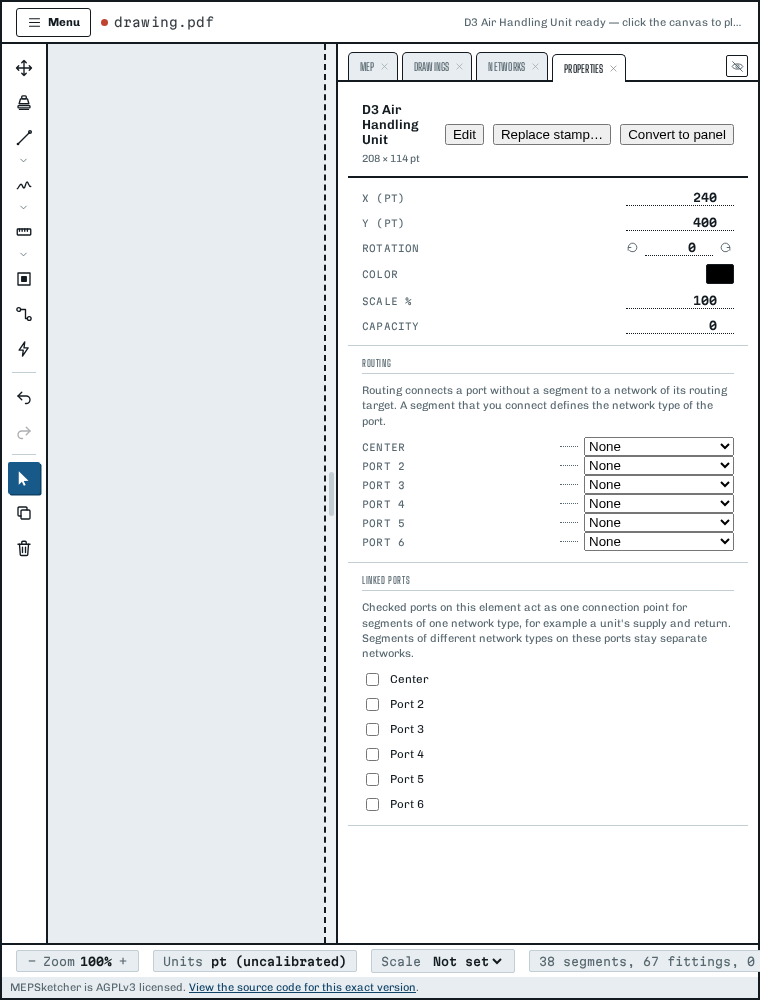 Menu
drawing.pdf
D3 Air Handling Unit ready — click the canvas to pl…
MEP
DRAWINGS
NETWORKS
PROPERTIES
D3 Air
Handling
Unit
208 × 114 pt
Edit
Replace stamp…
Convert to panel
X (PT) 240
Y (PT) 400
ROTATION 0
COLOR
SCALE % 100
CAPACITY 0
ROUTING
Routing connects a port without a segment to a network of its routing
target. A segment that you connect defines the network type of the
port.
CENTER None
PORT 2 None
PORT 3 None
PORT 4 None
PORT 5 None
PORT 6 None
LINKED PORTS
Checked ports on this element act as one connection point for
segments of one network type, for example a unit's supply and return.
Segments of different network types on these ports stay separate
networks.
Center
Port 2
Port 3
Port 4
Port 5
Port 6
− Zoom 100% +
Units pt (uncalibrated)
Scale Not set
38 segments, 67 fittings, 0
MEPSketcher is AGPLv3 licensed. View the source code for this exact version.